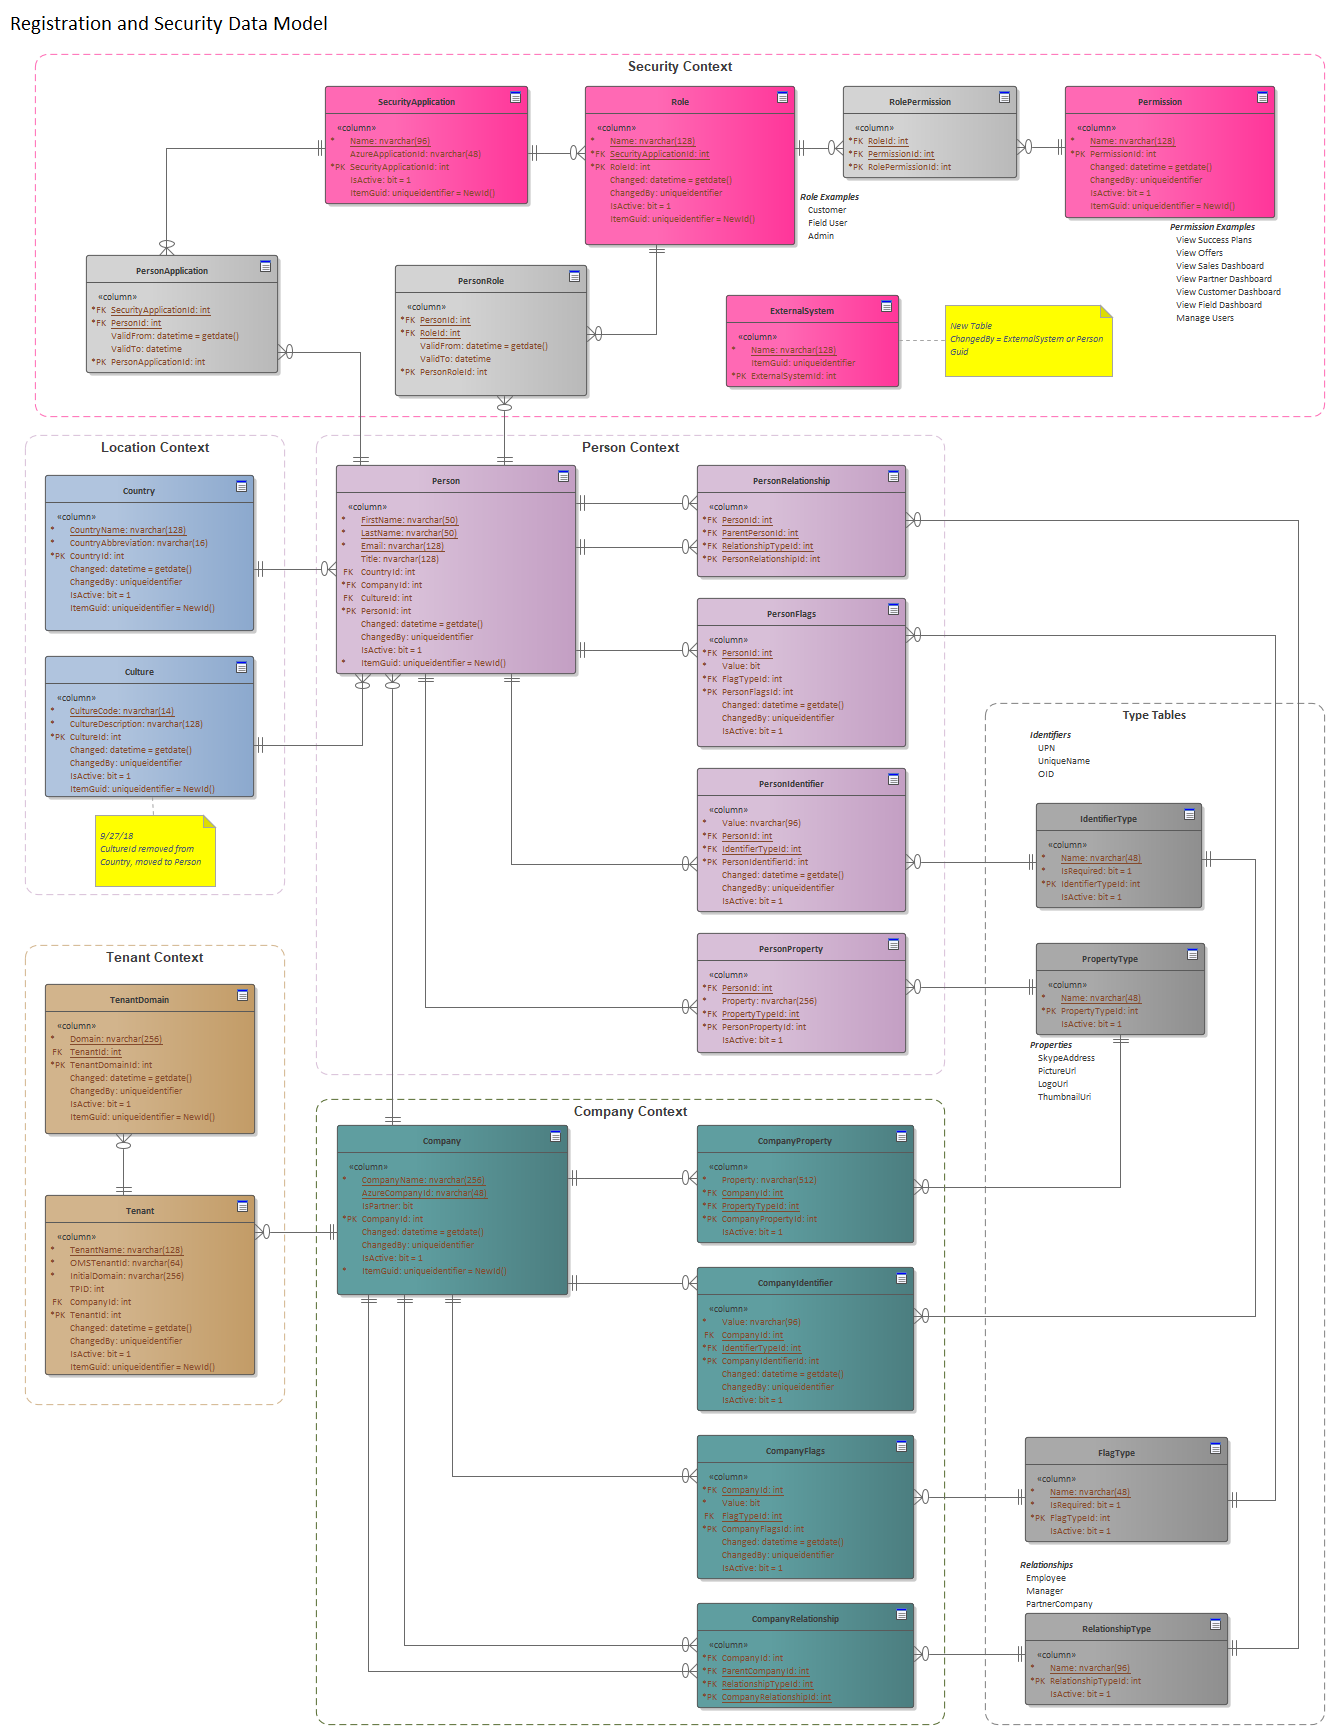 Registration and Security Data Model
Security Context
SecurityApplication
«column»
* Name: nvarchar(96)
AzureApplicationId: nvarchar(48)
*PK SecurityApplicationId: int
IsActive: bit = 1
ItemGuid: uniqueidentifier = NewId()
Role
«column»
* Name: nvarchar(128)
*FK SecurityApplicationId: int
*PK RoleId: int
Changed: datetime = getdate()
ChangedBy: uniqueidentifier
IsActive: bit = 1
ItemGuid: uniqueidentifier = NewId()
RolePermission
«column»
*FK RoleId: int
*FK PermissionId: int
*PK RolePermissionId: int
Permission
«column»
* Name: nvarchar(128)
*PK PermissionId: int
Changed: datetime = getdate()
ChangedBy: uniqueidentifier
IsActive: bit = 1
ItemGuid: uniqueidentifier = NewId()
Role Examples
Customer
Field User
Admin
Permission Examples
View Success Plans
View Offers
View Sales Dashboard
View Partner Dashboard
View Customer Dashboard
View Field Dashboard
Manage Users
PersonApplication
«column»
*FK SecurityApplicationId: int
*FK PersonId: int
ValidFrom: datetime = getdate()
ValidTo: datetime
*PK PersonApplicationId: int
PersonRole
«column»
*FK PersonId: int
*FK RoleId: int
ValidFrom: datetime = getdate()
ValidTo: datetime
*PK PersonRoleId: int
ExternalSystem
«column»
* Name: nvarchar(128)
ItemGuid: uniqueidentifier
*PK ExternalSystemId: int
New Table
ChangedBy = ExternalSystem or Person
Guid
Location Context
Country
«column»
* CountryName: nvarchar(128)
* CountryAbbreviation: nvarchar(16)
*PK CountryId: int
Changed: datetime = getdate()
ChangedBy: uniqueidentifier
IsActive: bit = 1
ItemGuid: uniqueidentifier = NewId()
Culture
«column»
* CultureCode: nvarchar(14)
* CultureDescription: nvarchar(128)
*PK CultureId: int
Changed: datetime = getdate()
ChangedBy: uniqueidentifier
IsActive: bit = 1
ItemGuid: uniqueidentifier = NewId()
9/27/18
CultureId removed from
Country, moved to Person
Person Context
Person
«column»
* FirstName: nvarchar(50)
* LastName: nvarchar(50)
* Email: nvarchar(128)
Title: nvarchar(128)
FK CountryId: int
*FK CompanyId: int
FK CultureId: int
*PK PersonId: int
Changed: datetime = getdate()
ChangedBy: uniqueidentifier
IsActive: bit = 1
* ItemGuid: uniqueidentifier = NewId()
PersonRelationship
«column»
*FK PersonId: int
*FK ParentPersonId: int
*FK RelationshipTypeId: int
*PK PersonRelationshipId: int
PersonFlags
«column»
*FK PersonId: int
* Value: bit
*FK FlagTypeId: int
*PK PersonFlagsId: int
Changed: datetime = getdate()
ChangedBy: uniqueidentifier
IsActive: bit = 1
PersonIdentifier
«column»
* Value: nvarchar(96)
*FK PersonId: int
*FK IdentifierTypeId: int
*PK PersonIdentifierId: int
Changed: datetime = getdate()
ChangedBy: uniqueidentifier
IsActive: bit = 1
PersonProperty
«column»
*FK PersonId: int
* Property: nvarchar(256)
*FK PropertyTypeId: int
*PK PersonPropertyId: int
IsActive: bit = 1
Type Tables
Identifiers
UPN
UniqueName
OID
IdentifierType
«column»
* Name: nvarchar(48)
* IsRequired: bit = 1
*PK IdentifierTypeId: int
IsActive: bit = 1
PropertyType
«column»
* Name: nvarchar(48)
*PK PropertyTypeId: int
IsActive: bit = 1
Properties
SkypeAddress
PictureUrl
LogoUrl
ThumbnailUri
FlagType
«column»
* Name: nvarchar(48)
* IsRequired: bit = 1
*PK FlagTypeId: int
IsActive: bit = 1
Relationships
Employee
Manager
PartnerCompany
RelationshipType
«column»
* Name: nvarchar(96)
*PK RelationshipTypeId: int
IsActive: bit = 1
Tenant Context
TenantDomain
«column»
* Domain: nvarchar(256)
FK TenantId: int
*PK TenantDomainId: int
Changed: datetime = getdate()
ChangedBy: uniqueidentifier
IsActive: bit = 1
ItemGuid: uniqueidentifier = NewId()
Tenant
«column»
* TenantName: nvarchar(128)
* OMSTenantId: nvarchar(64)
* InitialDomain: nvarchar(256)
TPID: int
FK CompanyId: int
*PK TenantId: int
Changed: datetime = getdate()
ChangedBy: uniqueidentifier
IsActive: bit = 1
ItemGuid: uniqueidentifier = NewId()
Company Context
Company
«column»
* CompanyName: nvarchar(256)
AzureCompanyId: nvarchar(48)
IsPartner: bit
*PK CompanyId: int
Changed: datetime = getdate()
ChangedBy: uniqueidentifier
IsActive: bit = 1
* ItemGuid: uniqueidentifier = NewId()
CompanyProperty
«column»
* Property: nvarchar(512)
*FK CompanyId: int
*FK PropertyTypeId: int
*PK CompanyPropertyId: int
IsActive: bit = 1
CompanyIdentifier
«column»
* Value: nvarchar(96)
FK CompanyId: int
*FK IdentifierTypeId: int
*PK CompanyIdentifierId: int
Changed: datetime = getdate()
ChangedBy: uniqueidentifier
IsActive: bit = 1
CompanyFlags
«column»
*FK CompanyId: int
* Value: bit
FK FlagTypeId: int
*PK CompanyFlagsId: int
Changed: datetime = getdate()
ChangedBy: uniqueidentifier
IsActive: bit = 1
CompanyRelationship
«column»
*FK CompanyId: int
*FK ParentCompanyId: int
*FK RelationshipTypeId: int
*PK CompanyRelationshipId: int